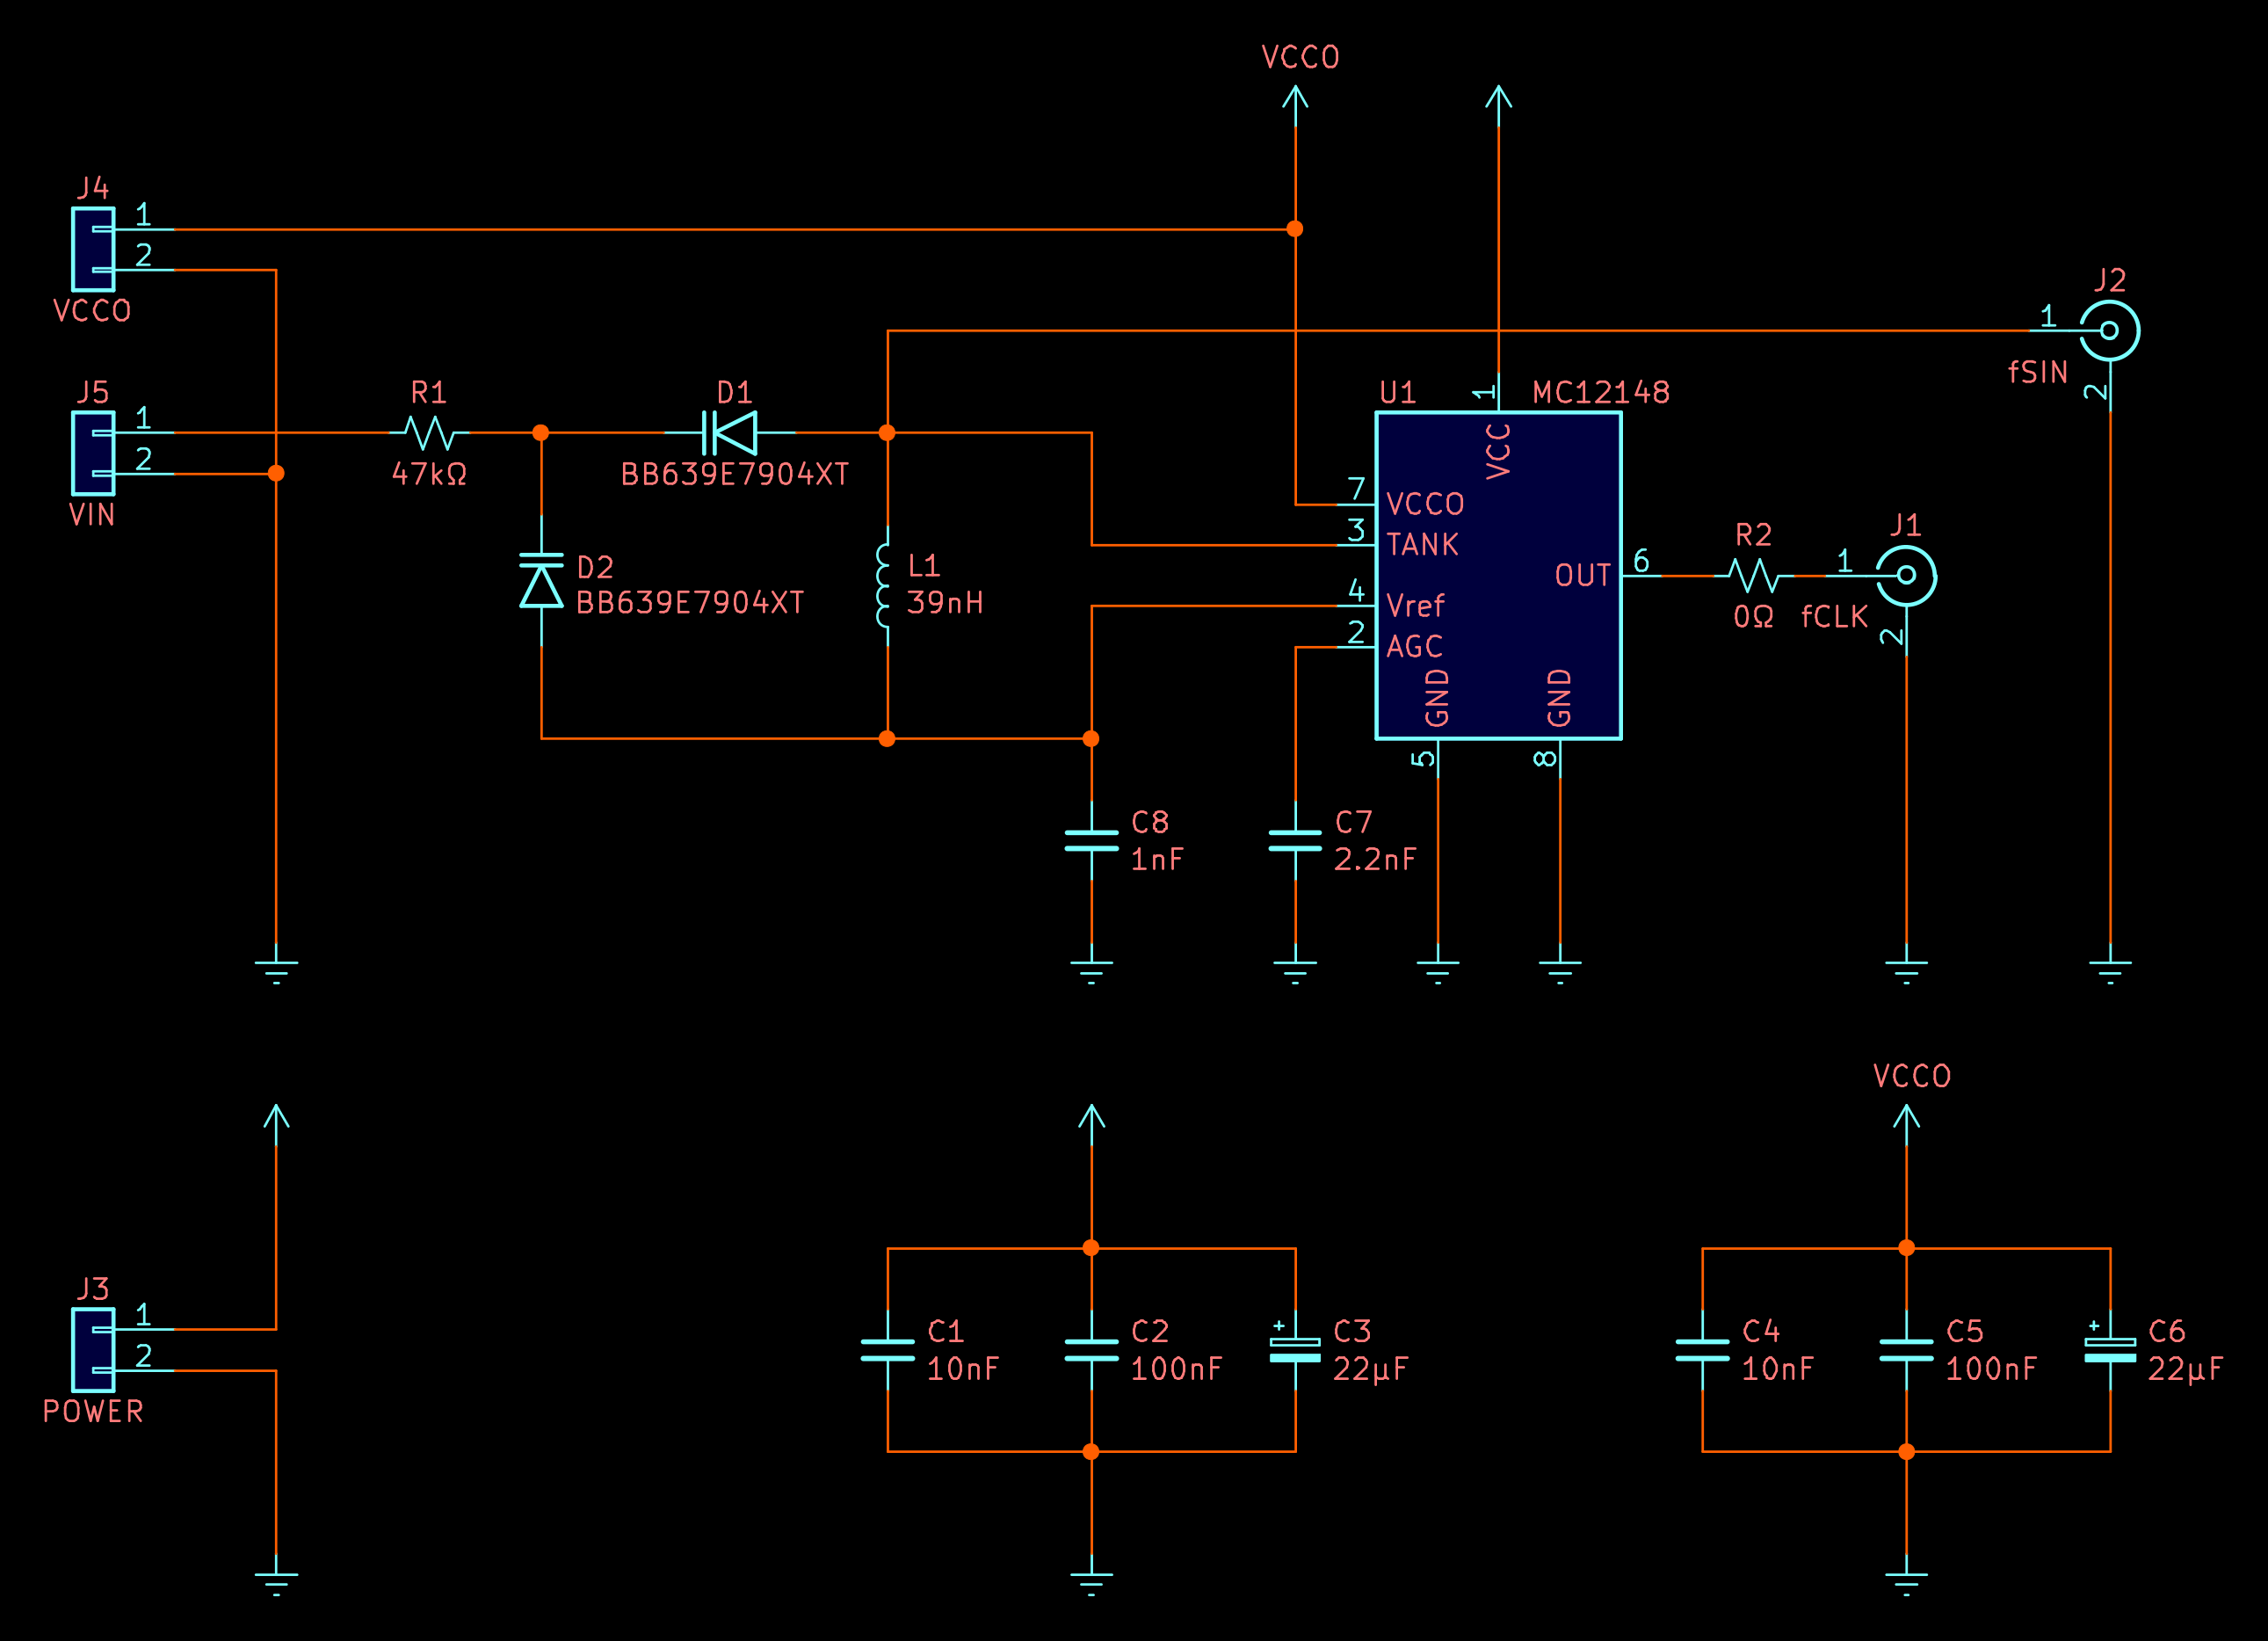 VCCO
J4
1
2
VCCO
J2
1
fSIN
2
J5
1
2
VIN
R1
47kΩ
D1
BB639E7904XT
U1
1
MC12148
VCC
7
VCCO
3
TANK
4
Vref
2
AGC
GND
GND
5
8
OUT
6
R2
0Ω
J1
1
fCLK
2
D2
BB639E7904XT
L1
39nH
C8
1nF
C7
2.2nF
VCCO
J3
1
2
POWER
C1
10nF
C2
100nF
+
C3
22µF
C4
10nF
C5
100nF
+
C6
22µF